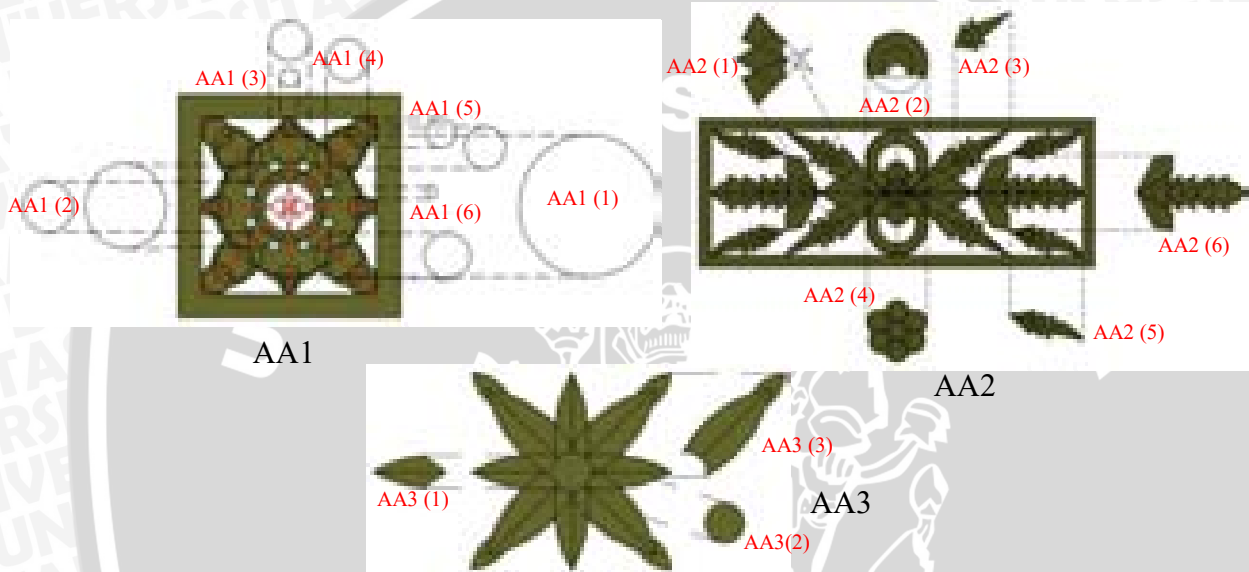 AA1 (3)
AA1 (4)
AA1 (5)
AA1 (2)
AA1 (1)
AA1 (6)
AA1
AA2 (1)
AA2 (2)
AA2 (3)
AA2 (6)
AA2 (4)
AA2 (5)
AA2
AA3 (1)
AA3 (3)
AA3(2)
AA3